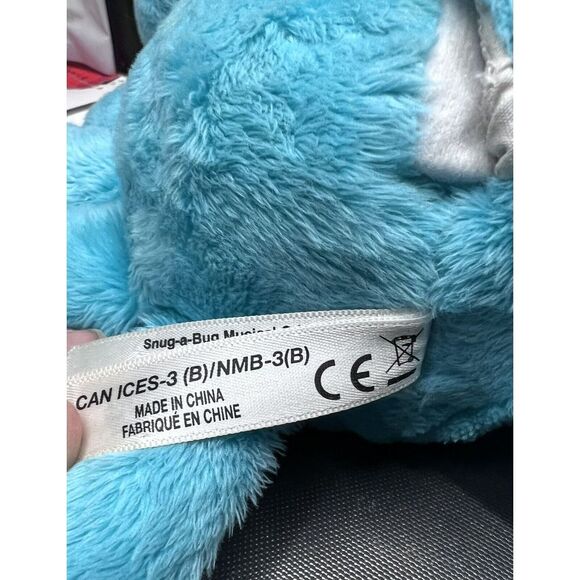 Snug-a-Bug Musical
CAN ICES-3 (B)/NMB-3(B)
MADE IN CHINA
FABRIQUÉ EN CHINE
CE